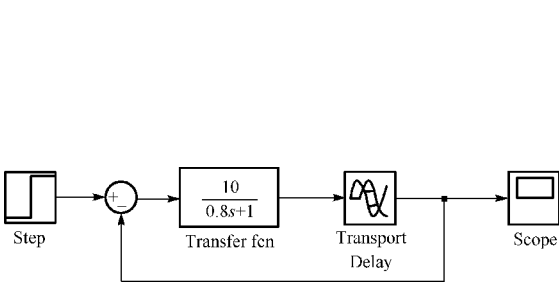 +
−
10
0.8s+1
Step
Transfer fcn
Transport
Delay
Scope